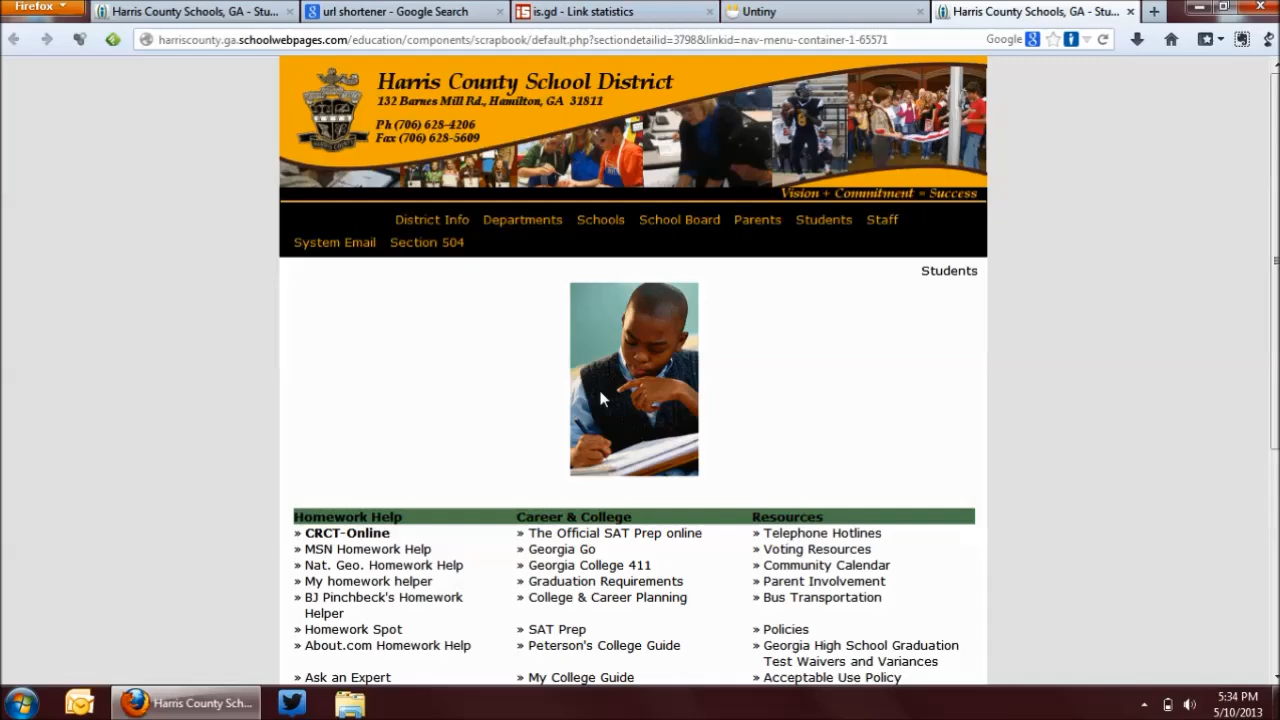 Firefox
Harris County Schools, GA - Stu...
url shortener - Google Search
is.gd - Link statistics
Untiny
Harris County Schools, GA - Stu...
harriscounty.ga.schoolwebpages.com/education/components/scrapbook/default.php?sectiondetailid=3798&linkid=nav-menu-container-1-65571
Google
Harris County School District
132 Barnes Mill Rd., Hamilton, GA 31811
Ph (706) 628-4206
Fax (706) 628-5609
Vision + Commitment = Success
District Info Departments Schools School Board Parents Students Staff
System Email Section 504
Students
Homework Help Career & College Resources
» CRCT-Online » The Official SAT Prep online » Telephone Hotlines
» MSN Homework Help » Georgia Go » Voting Resources
» Nat. Geo. Homework Help » Georgia College 411 » Community Calendar
» My homework helper » Graduation Requirements » Parent Involvement
» BJ Pinchbeck's Homework » College & Career Planning » Bus Transportation
Helper
» Homework Spot » SAT Prep » Policies
» About.com Homework Help » Peterson's College Guide » Georgia High School Graduation
Test Waivers and Variances
» Ask an Expert » My College Guide » Acceptable Use Policy
Harris County Sch...
5:34 PM
5/10/2013